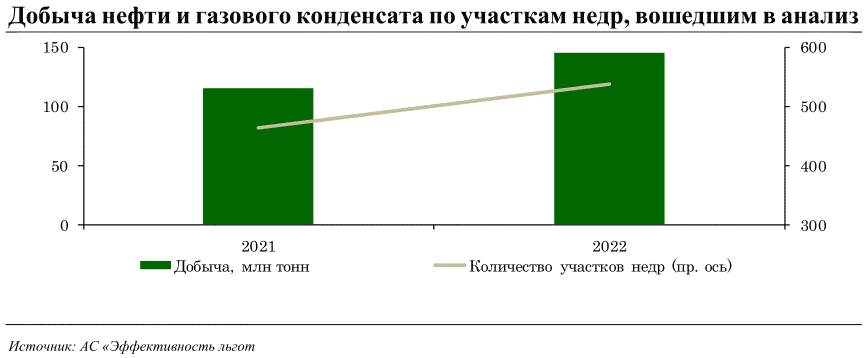 Добыча нефти и газового конденсата по участкам недр, вошедшим в анализ
150 600
100 500
50 400
0 300
2021 2022
Добыча, млн тонн Количество участков недр (пр. ось)
Источник: АС «Эффективность льгот